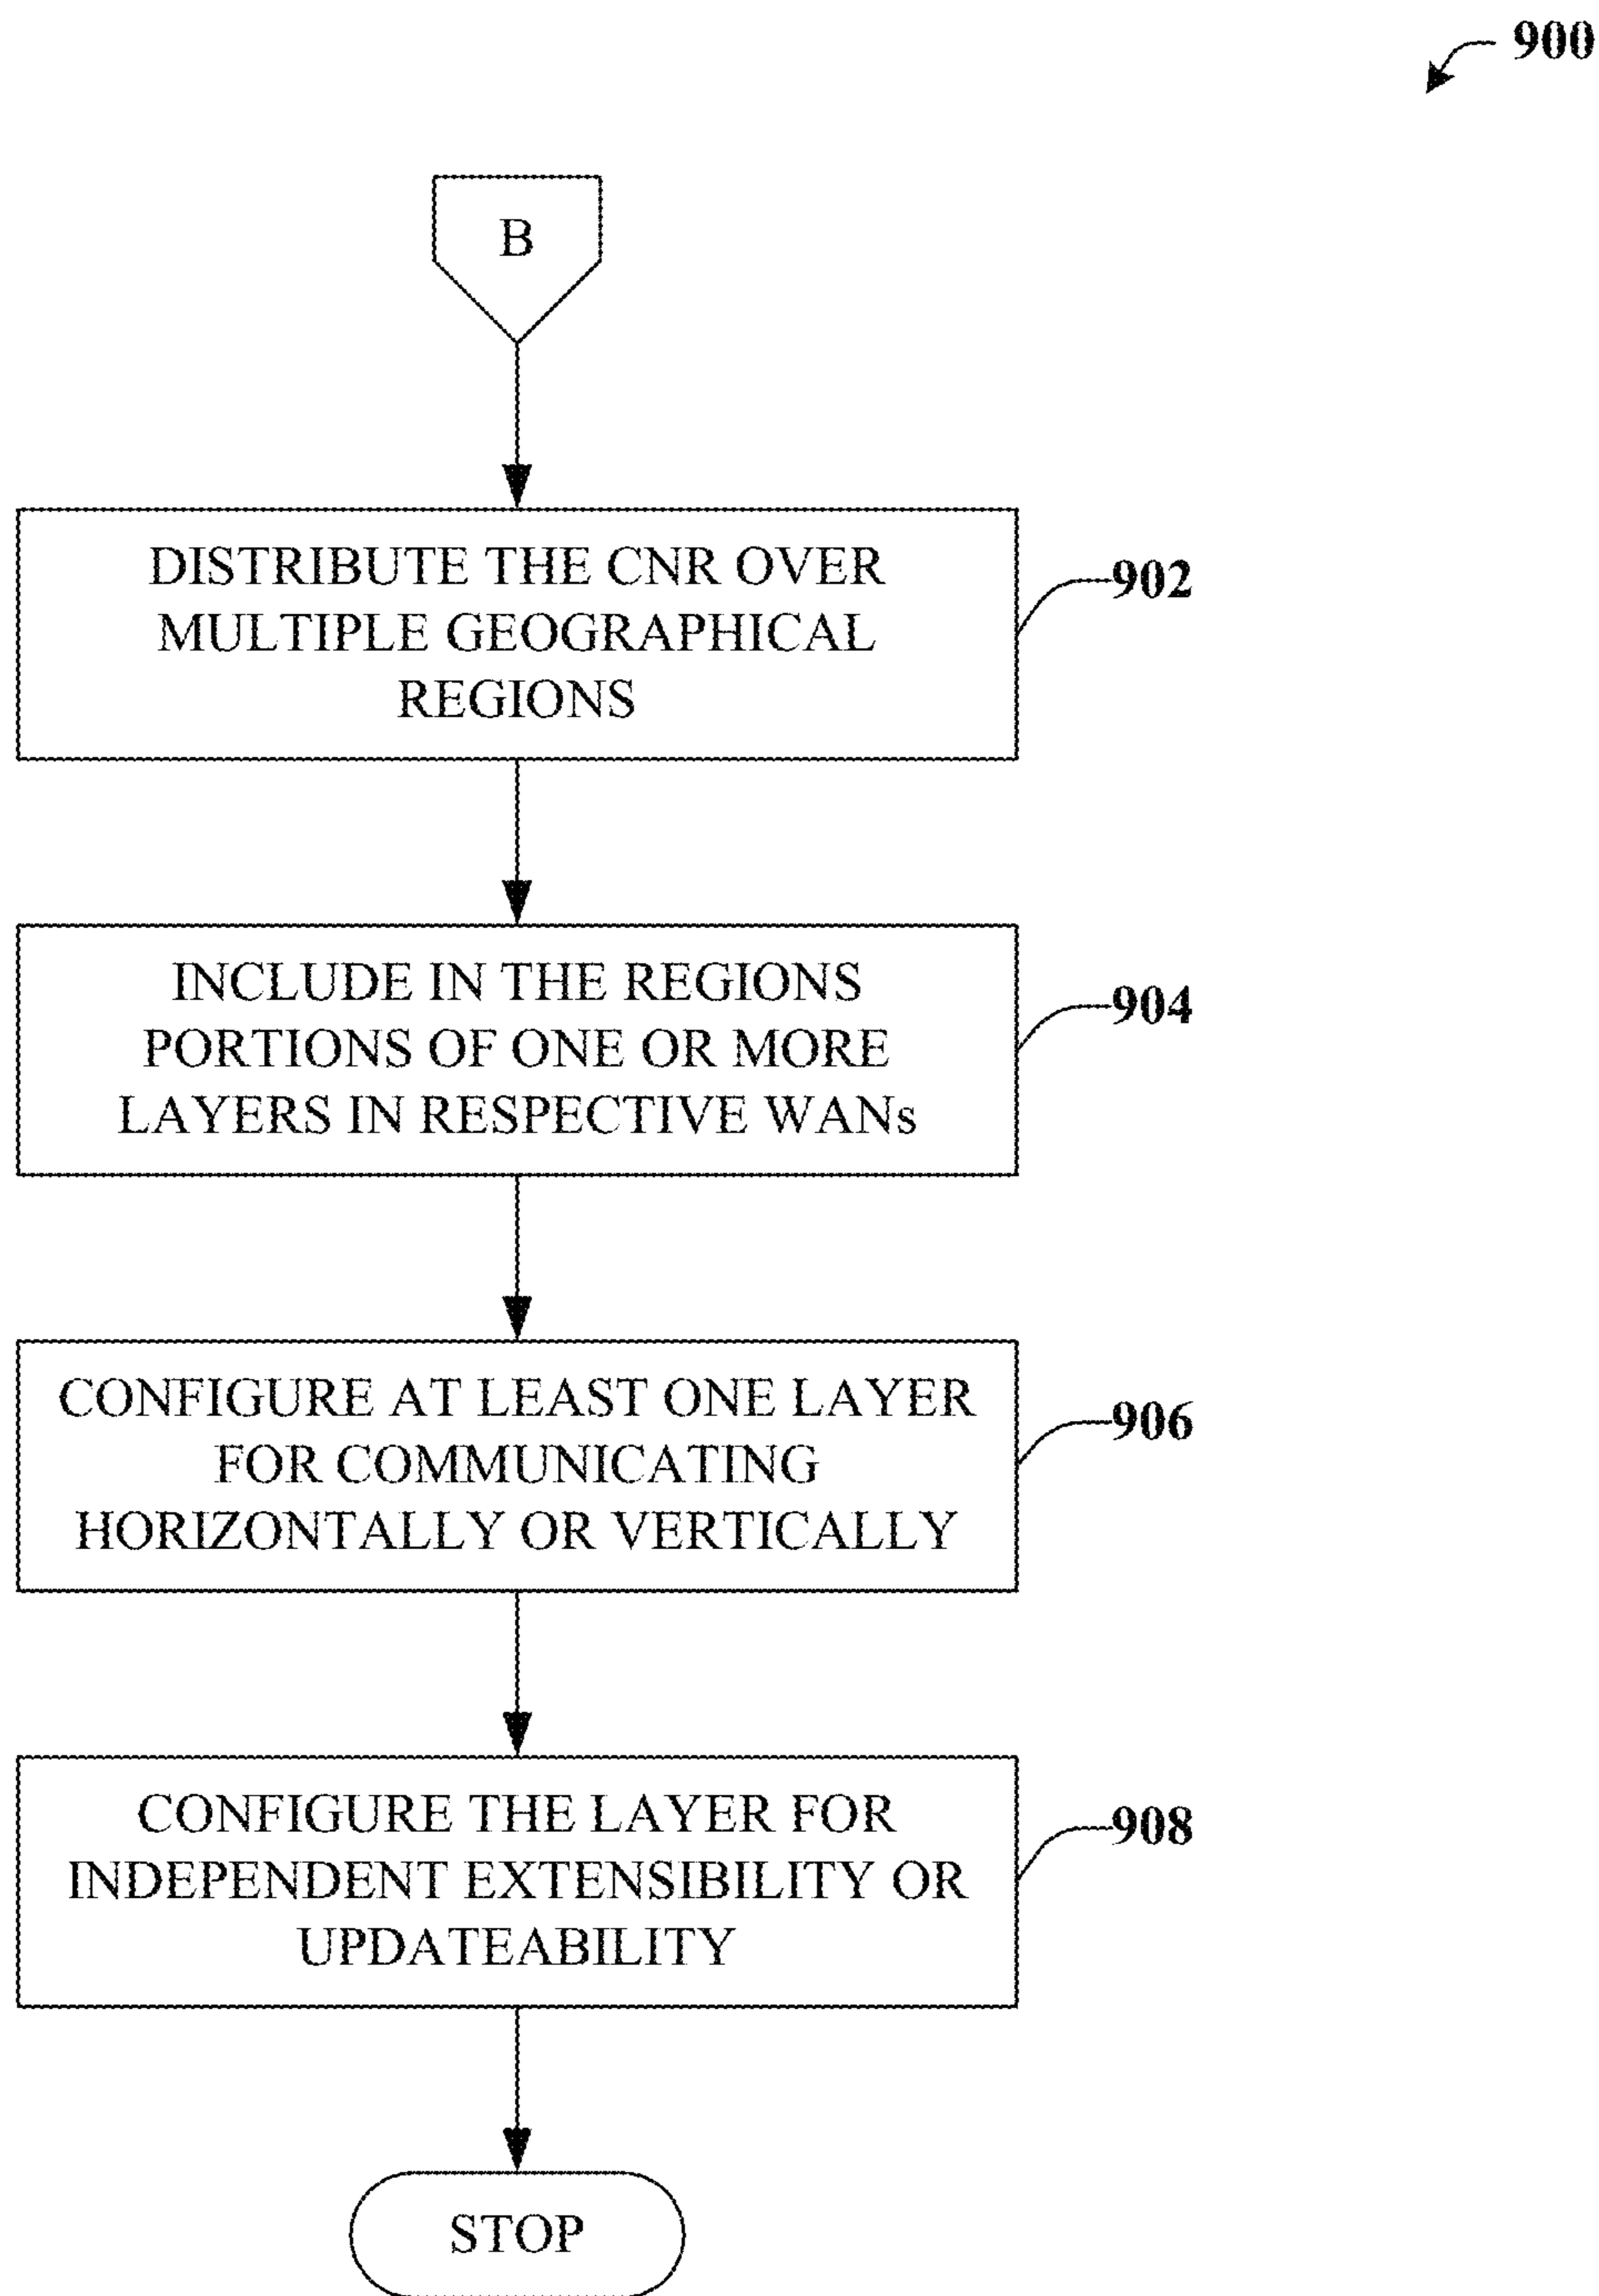 900
B
DISTRIBUTE THE CNR OVER
MULTIPLE GEOGRAPHICAL
REGIONS
902
INCLUDE IN THE REGIONS
PORTIONS OF ONE OR MORE
LAYERS IN RESPECTIVE WANs
904
CONFIGURE AT LEAST ONE LAYER
FOR COMMUNICATING
HORIZONTALLY OR VERTICALLY
906
CONFIGURE THE LAYER FOR
INDEPENDENT EXTENSIBILITY OR
UPDATEABILITY
908
STOP